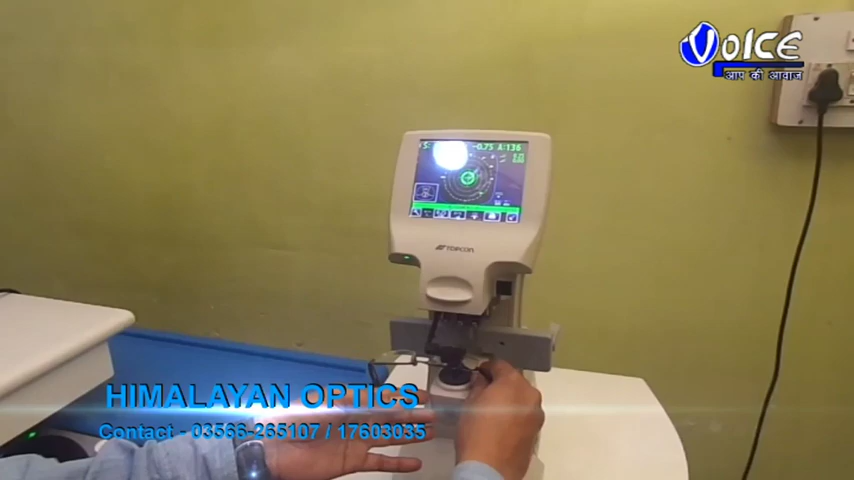 VOICE
आप की आवाज
-0.75 A:136
TOPCON
HIMALAYAN OPTICS
Contact - 03566-265107 / 17603035